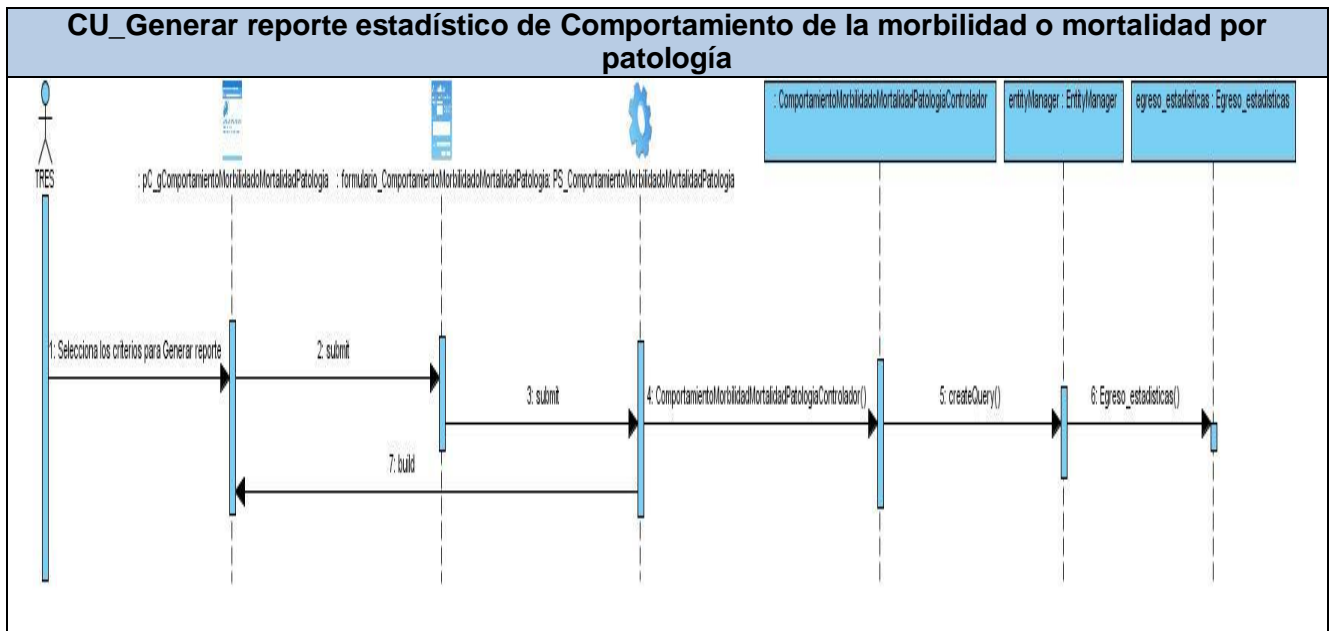 CU_Generar reporte estadístico de Comportamiento de la morbilidad o mortalidad por
patología
: ComportamientoMorbilidadoMortalidadPatologiaControlador
entityManager : EntityManager
egreso_estadisticas : Egreso_estadisticas
TRES
: pC_gComportamientoMorbilidadoMortalidadPatologia
: formulario_ComportamientoMorbilidadoMortalidadPatologia
: PS_ComportamientoMorbilidadoMortalidadPatologia
1: Selecciona los criterios para Generar reporte
2: submit
3: submit
4: ComportamientoMorbilidadMortalidadPatologiaControlador()
5: createQuery()
6: Egreso_estadisticas()
7: build